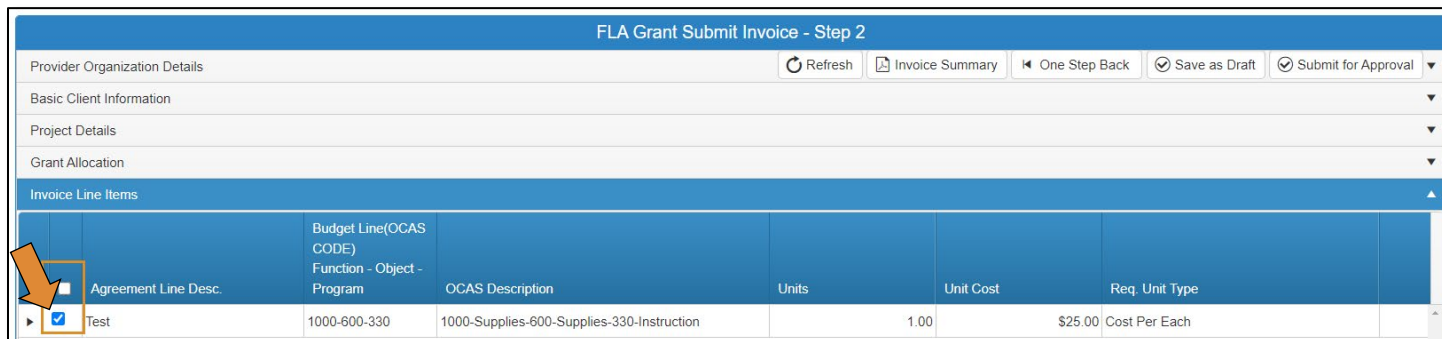 FLA Grant Submit Invoice - Step 2
Provider Organization Details Refresh Invoice Summary One Step Back Save as Draft Submit for Approval
Basic Client Information
Project Details
Grant Allocation
Invoice Line Items
Budget Line(OCAS
CODE)
Function - Object -
Agreement Line Desc. Program OCAS Description Units Unit Cost Req. Unit Type
Test 1000-600-330 1000-Supplies-600-Supplies-330-Instruction 1.00 $25.00 Cost Per Each